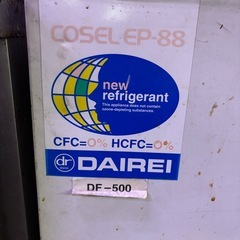 COSEL EP-88
new
refrigerant
This appliance does not contain
ozone-depleting substances.
CFC=0% HCFC=0%
dr DAIREI
DF-500